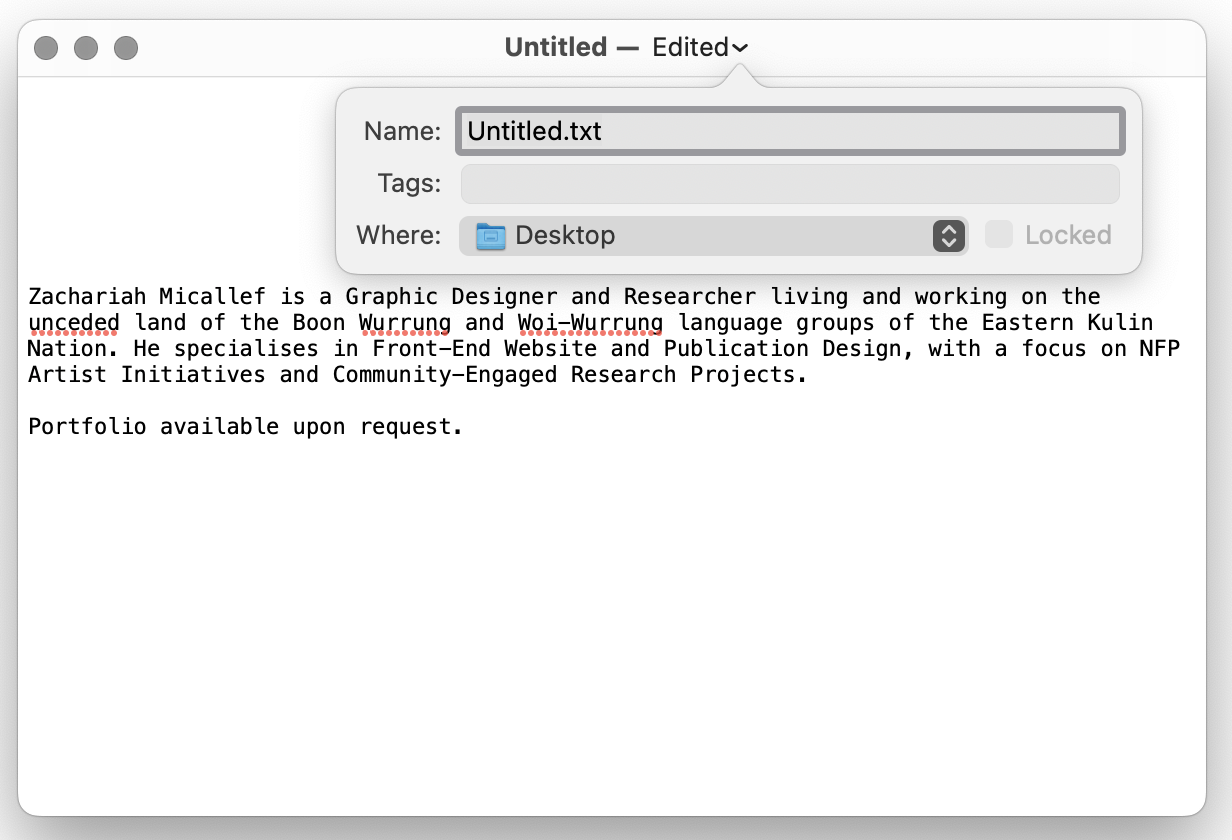 Untitled — Edited
Name: Untitled.txt
Tags:
Where: Desktop Locked
Zachariah Micallef is a Graphic Designer and Researcher living and working on the
unceded land of the Boon Wurrung and Woi–Wurrung language groups of the Eastern Kulin
Nation. He specialises in Front–End Website and Publication Design, with a focus on NFP
Artist Initiatives and Community–Engaged Research Projects.
Portfolio available upon request.